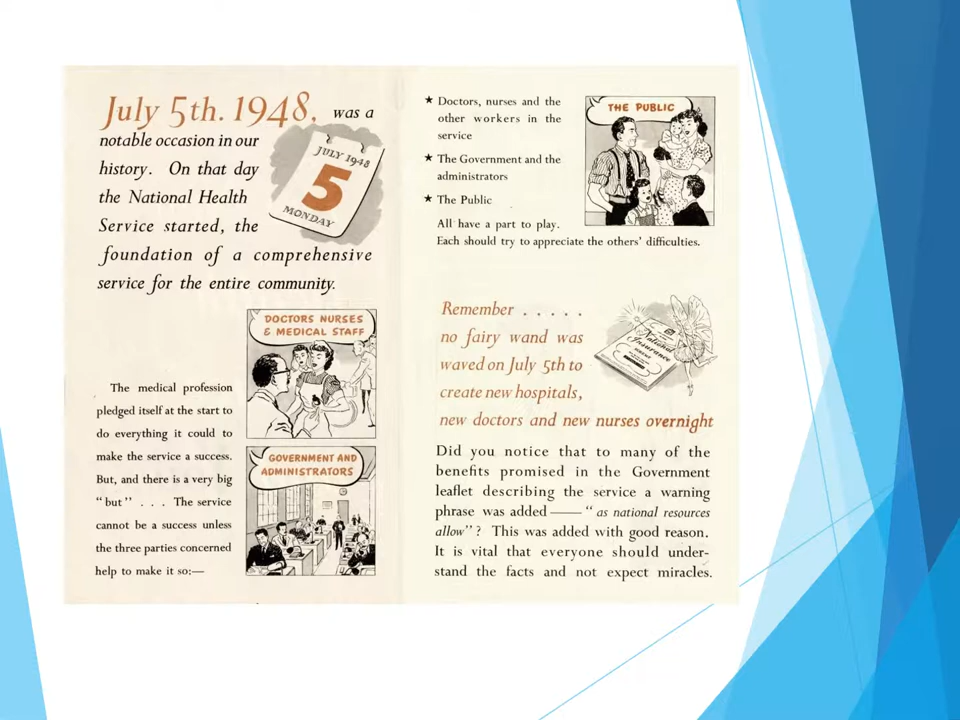 July 5th. 1948, was a
notable occasion in our
history. On that day
the National Health
Service started, the
foundation of a comprehensive
service for the entire community.
JULY 1948
5
MONDAY
DOCTORS NURSES
& MEDICAL STAFF
The medical profession
pledged itself at the start to
do everything it could to
make the service a success.
But, and there is a very big
“but” . . . The service
cannot be a success unless
the three parties concerned
help to make it so:—
GOVERNMENT AND
ADMINISTRATORS
★ Doctors, nurses and the
other workers in the
service
★ The Government and the
administrators
★ The Public
All have a part to play.
Each should try to appreciate the others’ difficulties.
THE PUBLIC
Remember . . . . .
no fairy wand was
waved on July 5th to
create new hospitals,
new doctors and new nurses overnight
National
Insurance
Did you notice that to many of the
benefits promised in the Government
leaflet describing the service a warning
phrase was added —— “as national resources
allow”? This was added with good reason.
It is vital that everyone should under-
stand the facts and not expect miracles.